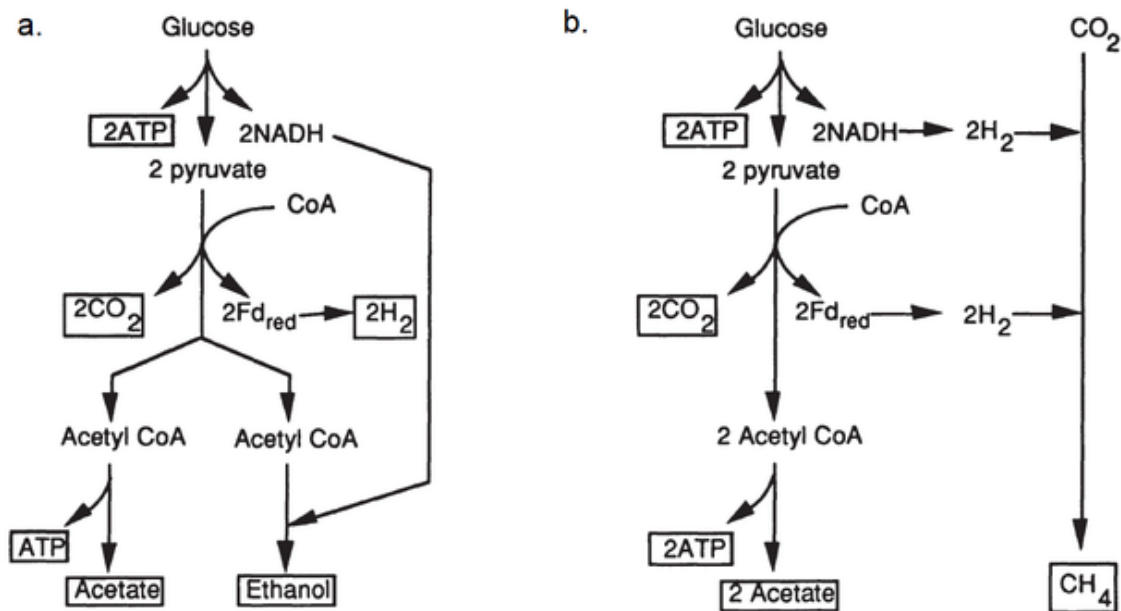 a.
Glucose
2ATP
2NADH
2 pyruvate
CoA
2CO2
2Fdred
2H2
Acetyl CoA
Acetyl CoA
ATP
Acetate
Ethanol
b.
Glucose
CO2
2ATP
2NADH
2H2
2 pyruvate
CoA
2CO2
2Fdred
2H2
2 Acetyl CoA
2ATP
2 Acetate
CH4